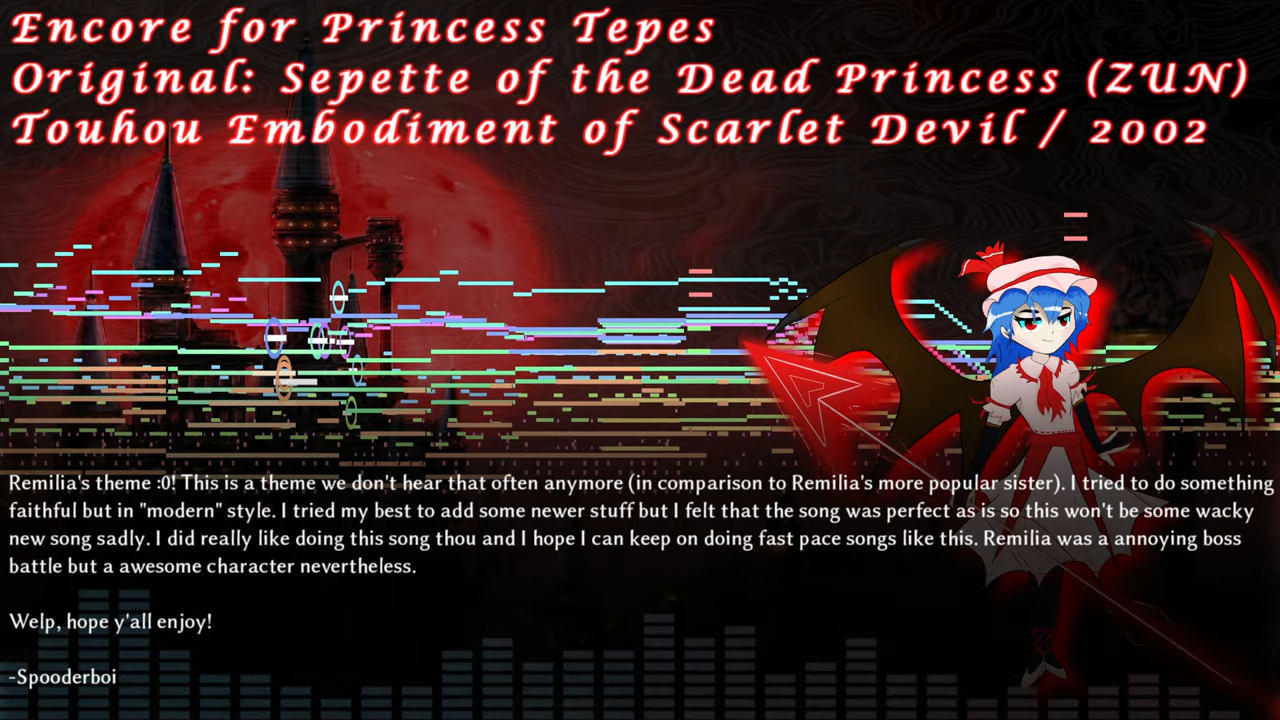 Encore for Princess Tepes
Original: Sepette of the Dead Princess (ZUN)
Touhou Embodiment of Scarlet Devil / 2002
Remilia's theme :0! This is a theme we don't hear that often anymore (in comparison to Remilia's more popular sister). I tried to do something
faithful but in "modern" style. I tried my best to add some newer stuff but I felt that the song was perfect as is so this won't be some wacky
new song sadly. I did really like doing this song thou and I hope I can keep on doing fast pace songs like this. Remilia was a annoying boss
battle but a awesome character nevertheless.
Welp, hope y'all enjoy!
-Spooderboi